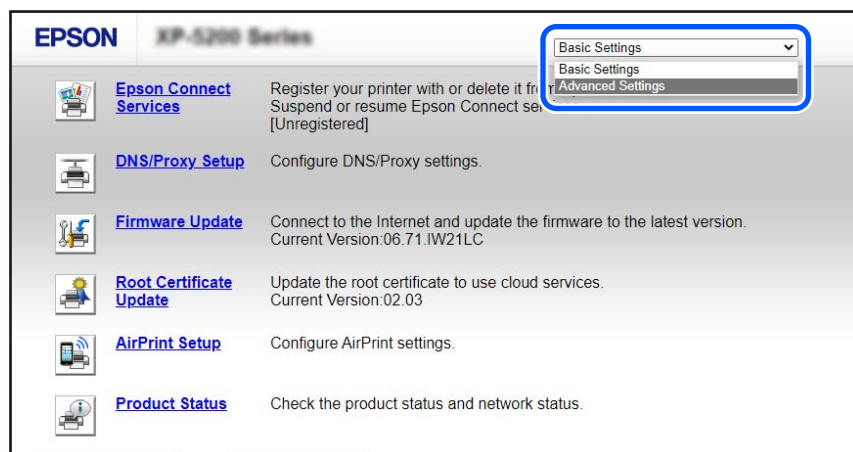 EPSON XP-5200 Series
Basic Settings
Basic Settings
Advanced Settings
Epson Connect Services
Register your printer with or delete it
Suspend or resume Epson Connect
[Unregistered]
DNS/Proxy Setup
Configure DNS/Proxy settings.
Firmware Update
Connect to the Internet and update the firmware to the latest version.
Current Version:06.71.IW21LC
Root Certificate
Update
Update the root certificate to use cloud services.
Current Version:02.03
AirPrint Setup
Configure AirPrint settings.
Product Status
Check the product status and network status.